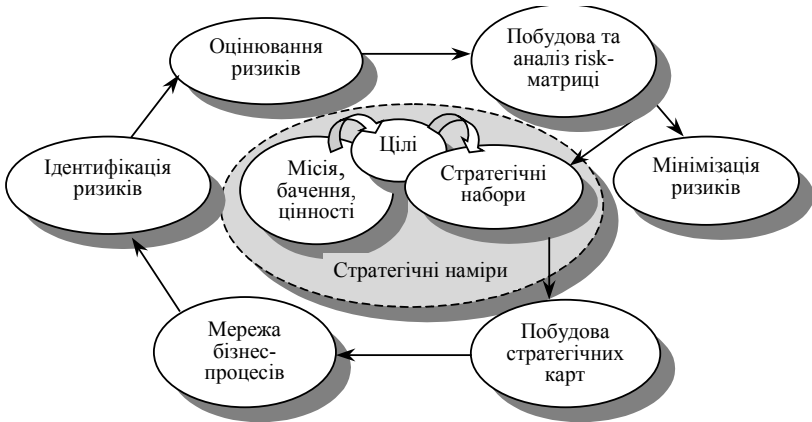 Оцінювання
ризиків
Побудова та
аналіз risk-
матриці
Ідентифікація
ризиків
Місія,
бачення,
цінності
Цілі
Стратегічні
набори
Мінімізація
ризиків
Стратегічні наміри
Мережа
бізнес-
процесів
Побудова
стратегічних
карт